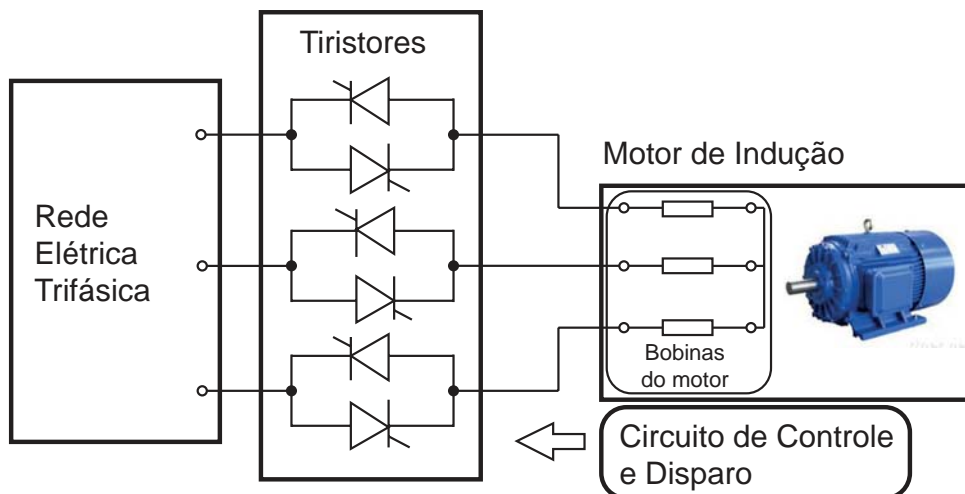 Tiristores
Rede
Elétrica
Trifásica
Motor de Indução
Bobinas
do motor
Circuito de Controle
e Disparo